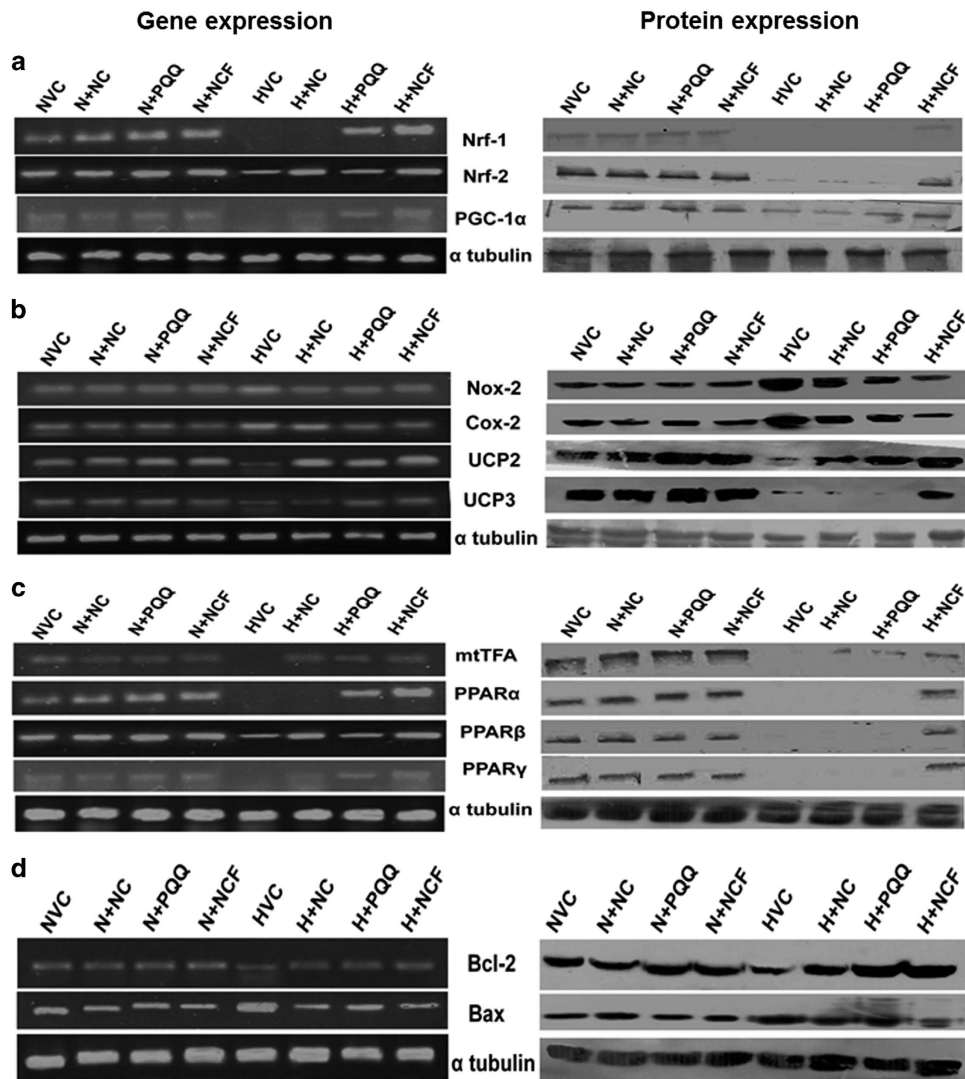 Gene expression Protein expression
a
NVC N+NC N+PQQ N+NCF HVC H+NC H+PQQ H+NCF NVC N+NC N+PQQ N+NCF HVC H+NC H+PQQ H+NCF
Nrf-1
Nrf-2
PGC-1α
α tubulin
b
NVC N+NC N+PQQ N+NCF HVC H+NC H+PQQ H+NCF NVC N+NC N+PQQ N+NCF HVC H+NC H+PQQ H+NCF
Nox-2
Cox-2
UCP2
UCP3
α tubulin
c
NVC N+NC N+PQQ N+NCF HVC H+NC H+PQQ H+NCF NVC N+NC N+PQQ N+NCF HVC H+NC H+PQQ H+NCF
mtTFA
PPARα
PPARβ
PPARγ
α tubulin
d
NVC N+NC N+PQQ N+NCF HVC H+NC H+PQQ H+NCF NVC N+NC N+PQQ N+NCF HVC H+NC H+PQQ H+NCF
Bcl-2
Bax
α tubulin